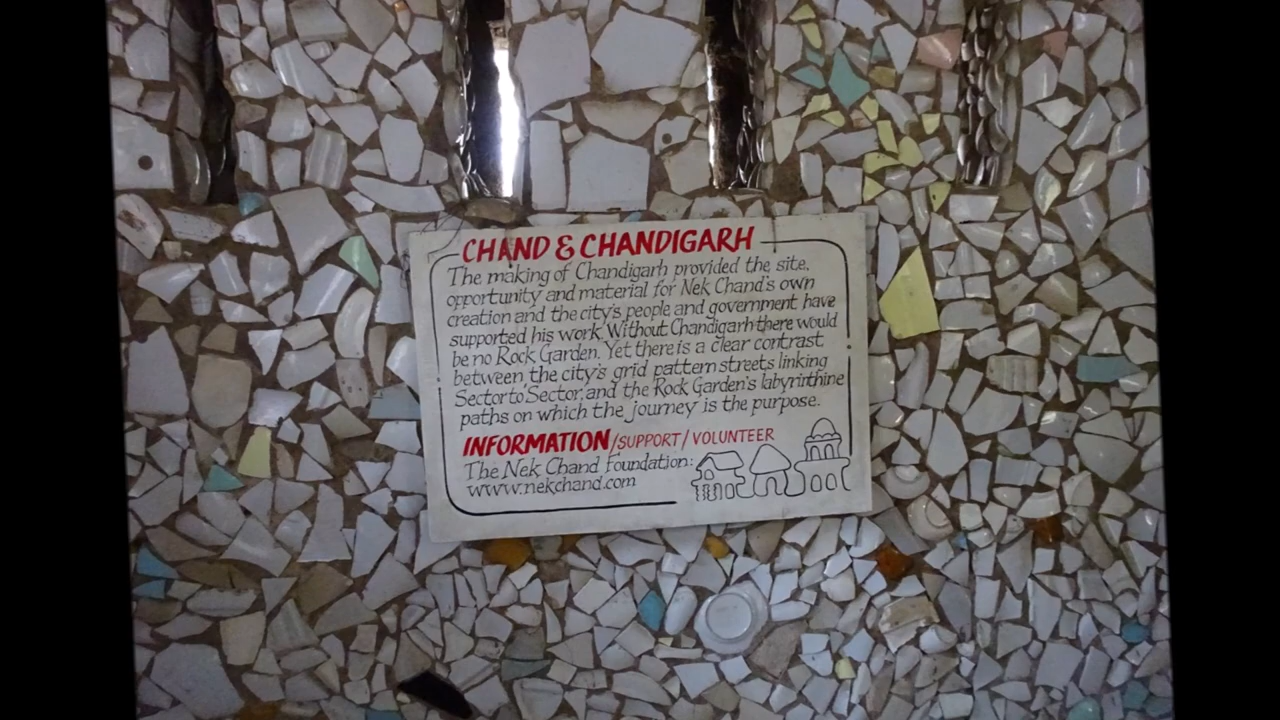 CHAND & CHANDIGARH
The making of Chandigarh provided the site,
opportunity and material for Nek Chand's own
creation and the city's people and government have
supported his work. Without Chandigarh there would
be no Rock Garden. Yet there is a clear contrast
between the city's grid pattern streets linking
Sector to Sector, and the Rock Garden's labyrinthine
paths on which the journey is the purpose.
INFORMATION/SUPPORT/VOLUNTEER
The Nek Chand Foundation:
www.nekchand.com